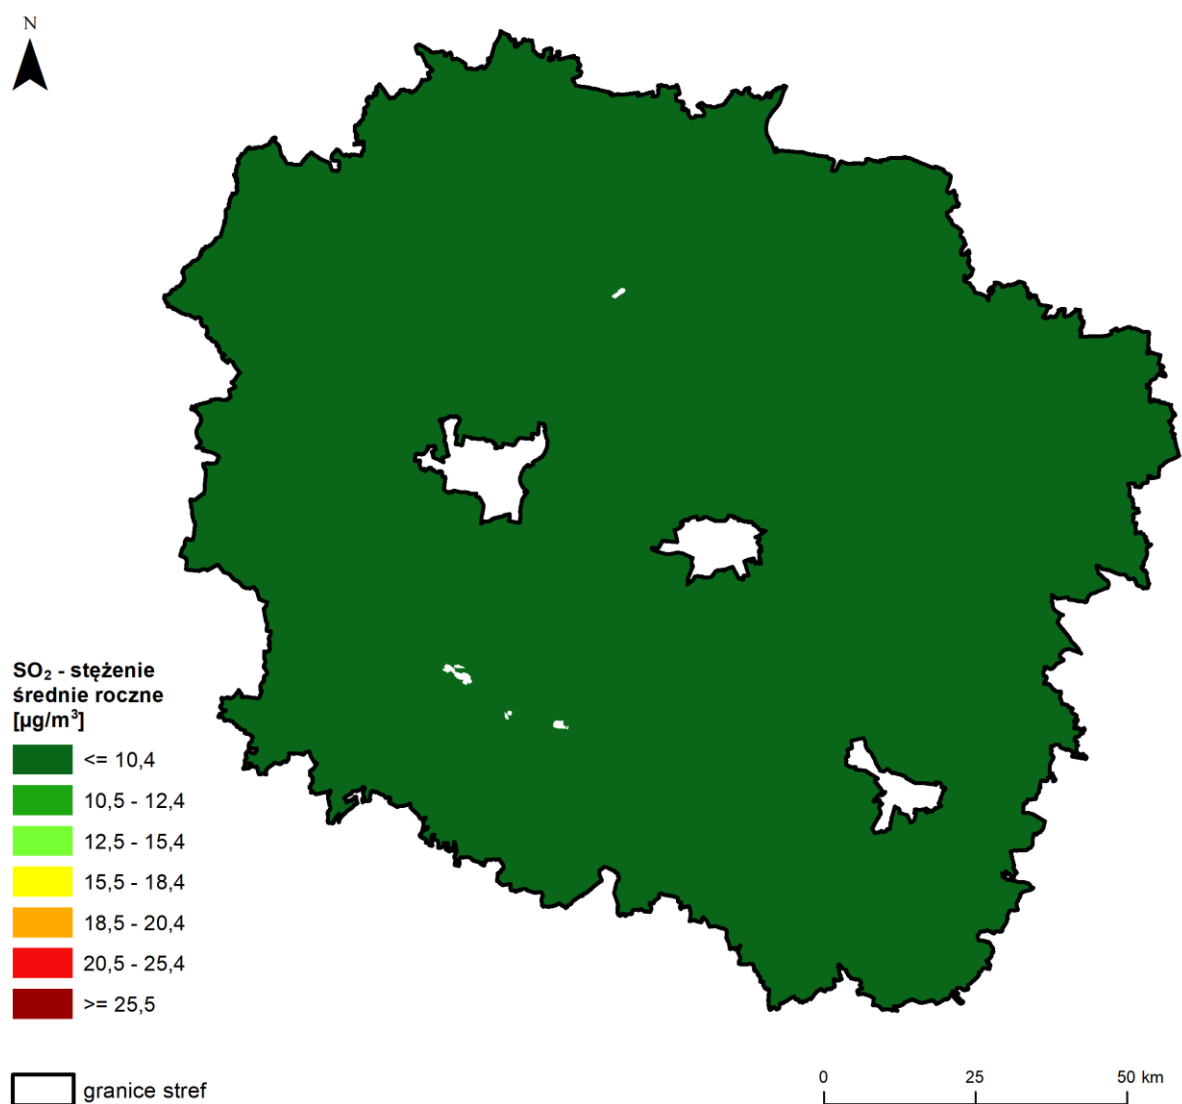 N
SO₂ - stężenie
średnie roczne
[µg/m³]
<= 10,4
10,5 - 12,4
12,5 - 15,4
15,5 - 18,4
18,5 - 20,4
20,5 - 25,4
>= 25,5
granice stref
0 25 50 km